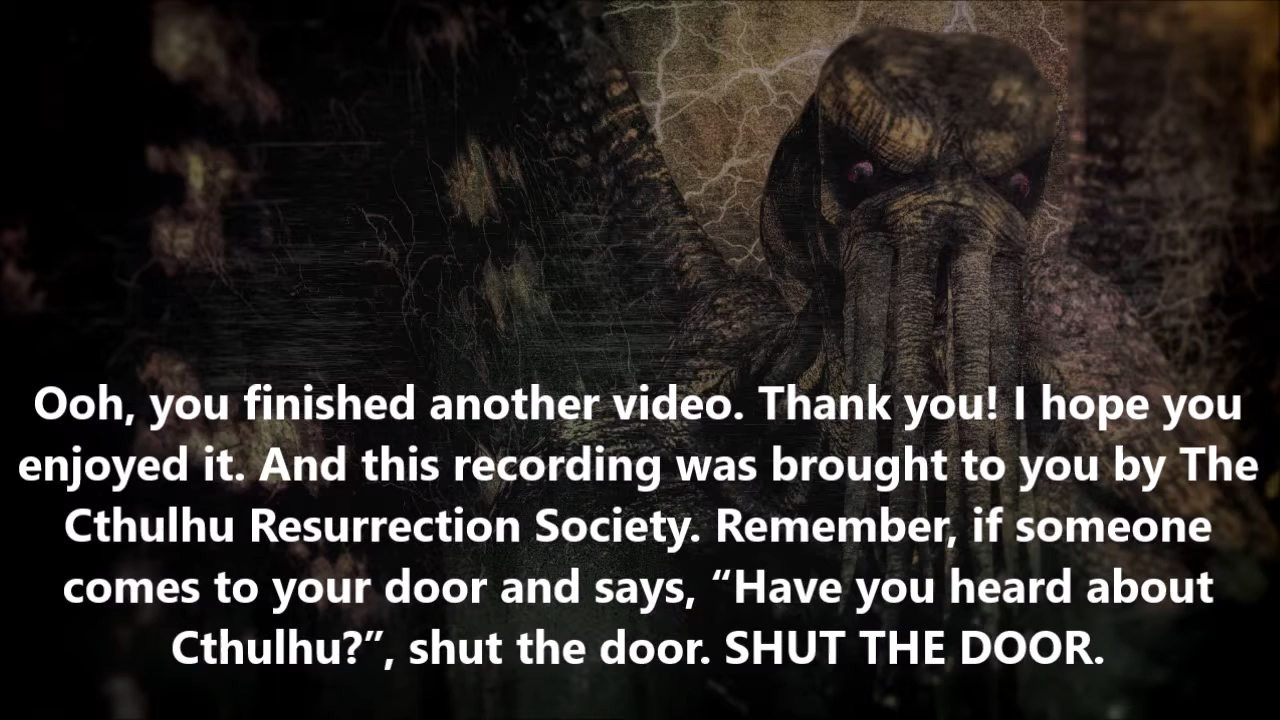 Ooh, you finished another video. Thank you! I hope you
enjoyed it. And this recording was brought to you by The
Cthulhu Resurrection Society. Remember, if someone
comes to your door and says, “Have you heard about
Cthulhu?”, shut the door. SHUT THE DOOR.